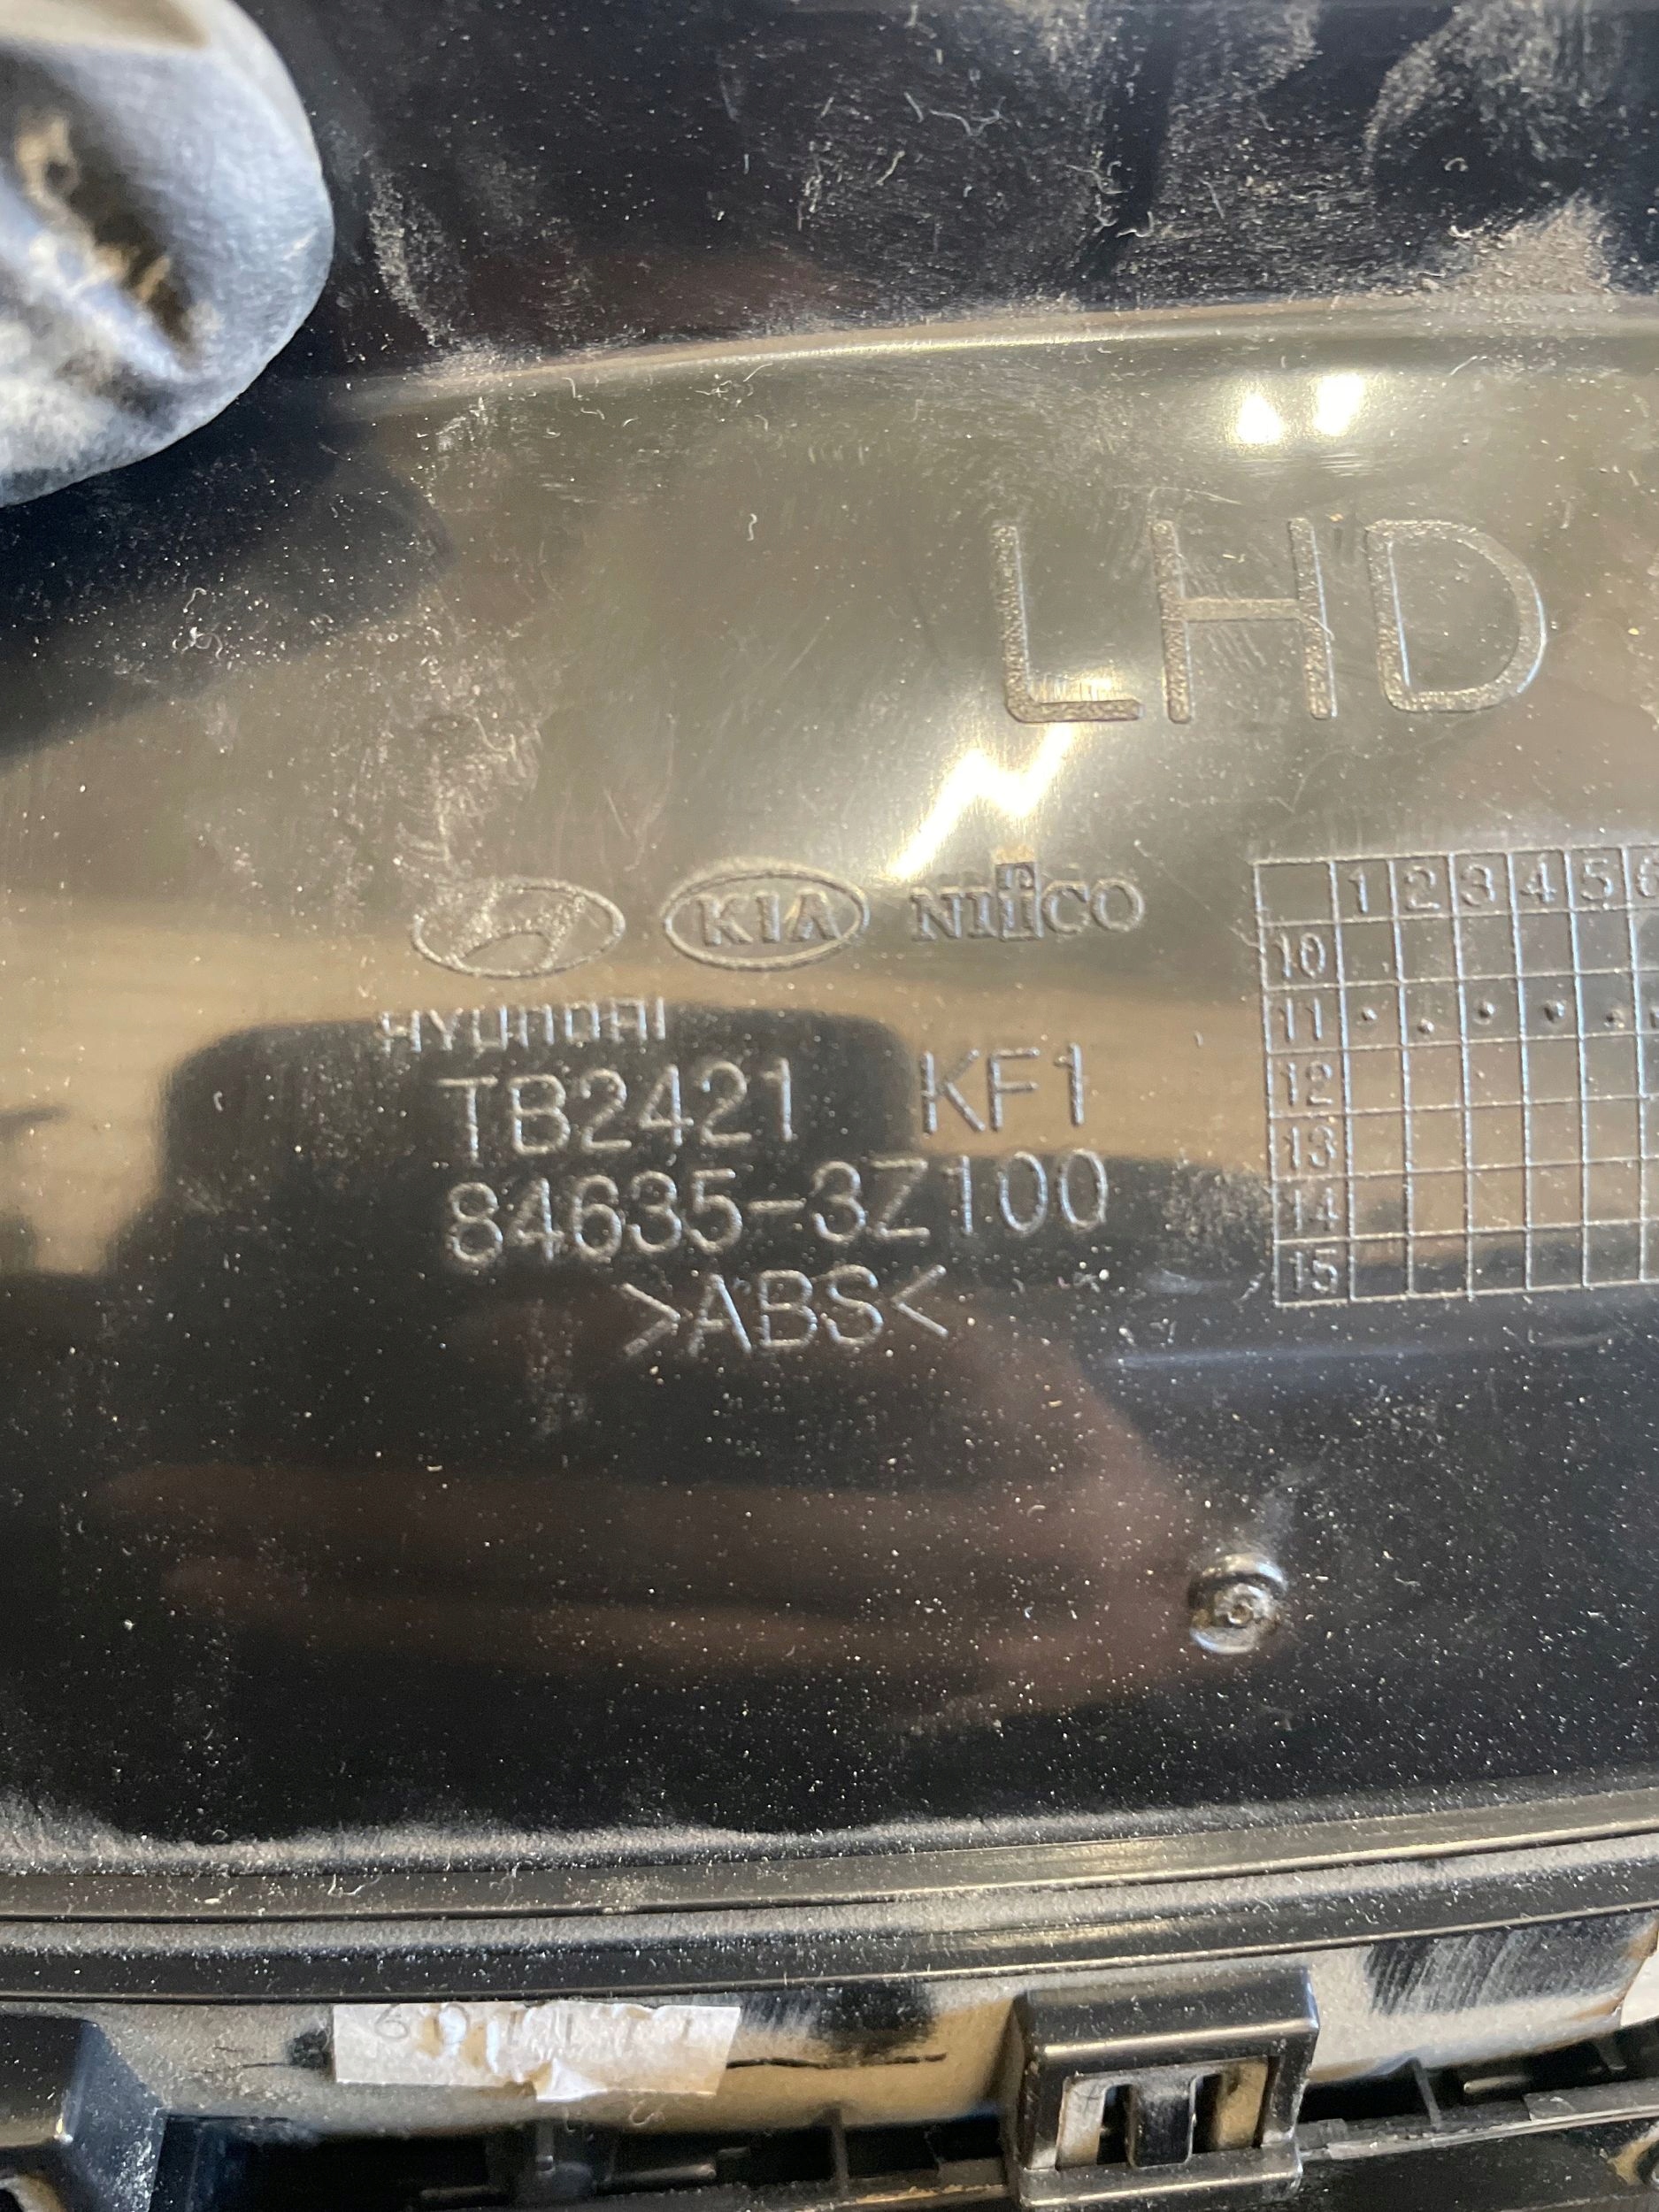 LHD
KIA NIfCO
HYUNDAI
TB2421 KF1
84635-3Z100
>ABS<
1 2 3 4 5 6
10
11
12
13
14
15